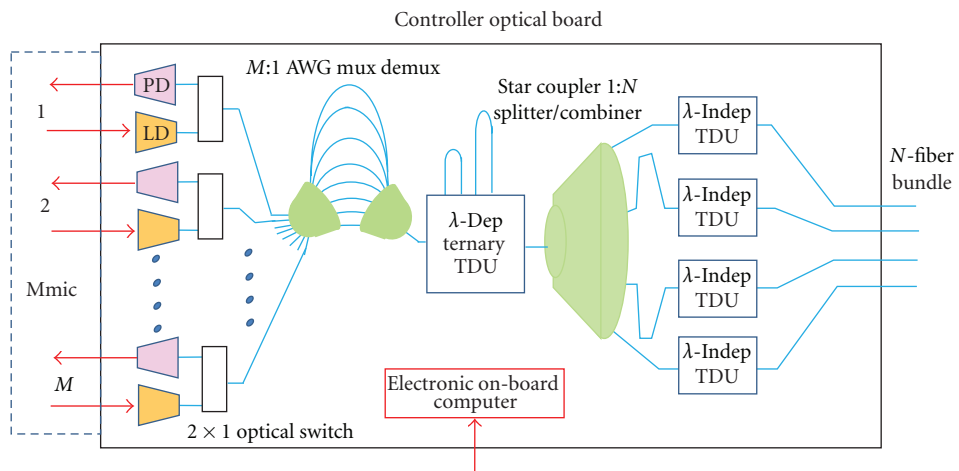 Controller optical board
M:1 AWG mux demux
Star coupler 1:N
splitter/combiner
PD
1
LD
2
Mmic
M
2 × 1 optical switch
λ-Dep
ternary
TDU
λ-Indep
TDU
λ-Indep
TDU
λ-Indep
TDU
λ-Indep
TDU
N-fiber
bundle
Electronic on-board
computer